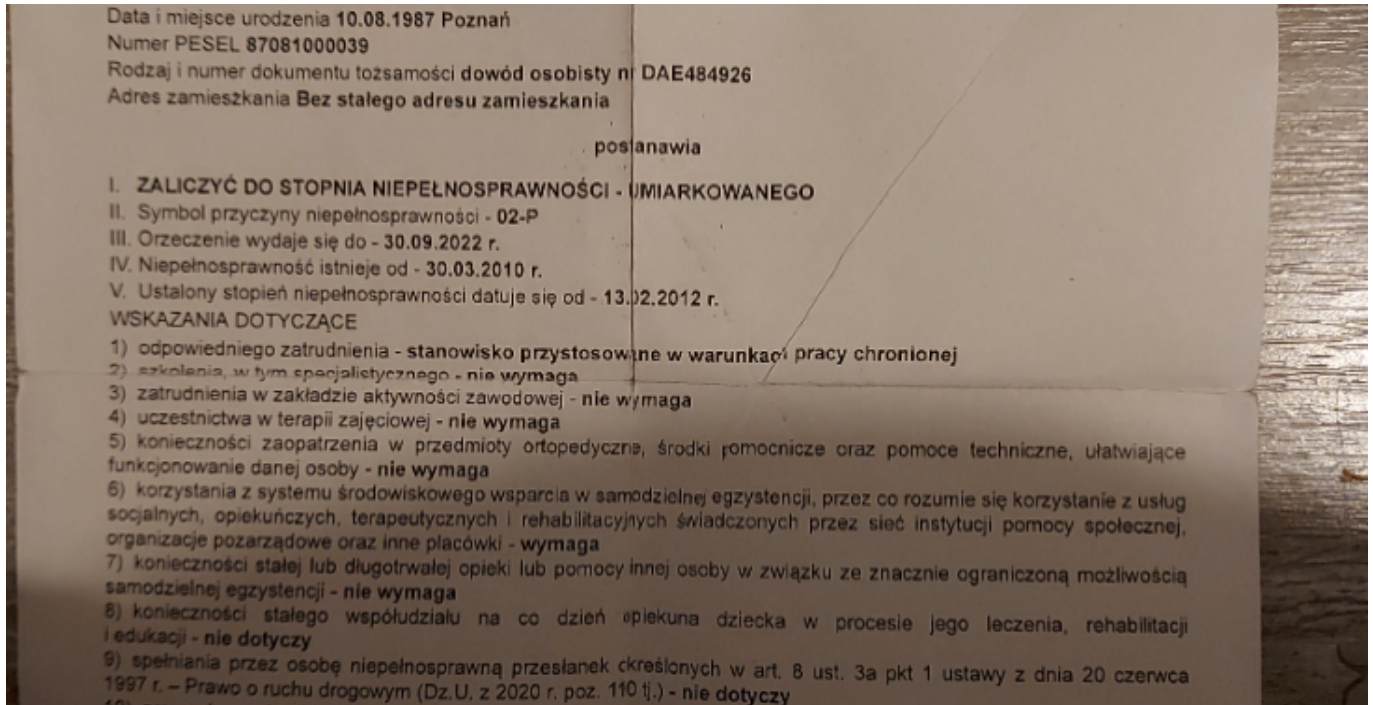 Data i miejsce urodzenia 10.08.1987 Poznań
Numer PESEL 87081000039
Rodzaj i numer dokumentu tożsamości dowód osobisty nr DAE484926
Adres zamieszkania Bez stałego adresu zamieszkania
postanawia
I. ZALICZYĆ DO STOPNIA NIEPEŁNOSPRAWNOŚCI - UMIARKOWANEGO
II. Symbol przyczyny niepełnosprawności - 02-P
III. Orzeczenie wydaje się do - 30.09.2022 r.
IV. Niepełnosprawność istnieje od - 30.03.2010 r.
V. Ustalony stopień niepełnosprawności datuje się od - 13.02.2012 r.
WSKAZANIA DOTYCZĄCE
1) odpowiedniego zatrudnienia - stanowisko przystosowane w warunkach pracy chronionej
2) szkolenia, w tym specjalistycznego - nie wymaga
3) zatrudnienia w zakładzie aktywności zawodowej - nie wymaga
4) uczestnictwa w terapii zajęciowej - nie wymaga
5) konieczności zaopatrzenia w przedmioty ortopedyczne, środki pomocnicze oraz pomoce techniczne, ułatwiające
funkcjonowanie danej osoby - nie wymaga
6) korzystania z systemu środowiskowego wsparcia w samodzielnej egzystencji, przez co rozumie się korzystanie z usług
socjalnych, opiekuńczych, terapeutycznych i rehabilitacyjnych świadczonych przez sieć instytucji pomocy społecznej,
organizacje pozarządowe oraz inne placówki - wymaga
7) konieczności stałej lub długotrwałej opieki lub pomocy innej osoby w związku ze znacznie ograniczoną możliwością
samodzielnej egzystencji - nie wymaga
8) konieczności stałego współudziału na co dzień opiekuna dziecka w procesie jego leczenia, rehabilitacji
i edukacji - nie dotyczy
9) spełniania przez osobę niepełnosprawną przesłanek określonych w art. 8 ust. 3a pkt 1 ustawy z dnia 20 czerwca
1997 r. – Prawo o ruchu drogowym (Dz.U. z 2020 r. poz. 110 tj.) - nie dotyczy